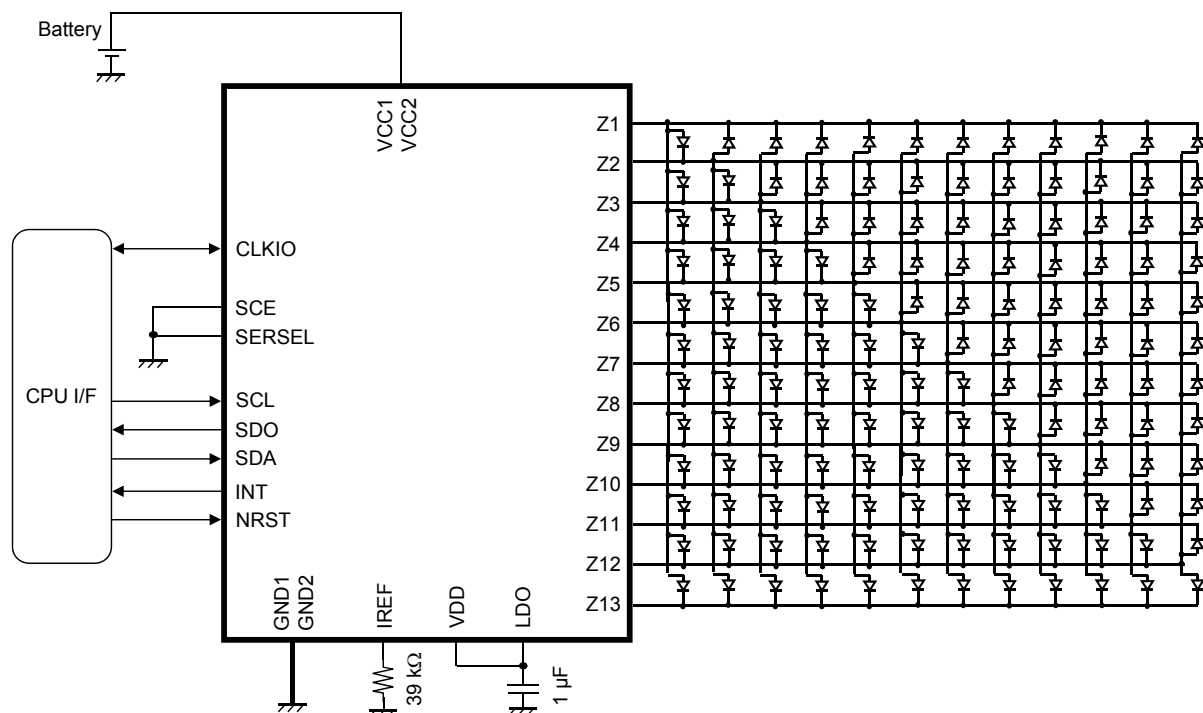 Battery
VCC1
VCC2
CPU I/F
CLKIO
SCE
SERSEL
SCL
SDO
SDA
INT
NRST
GND1
GND2
IREF
VDD
LDO
39 kΩ
1 µF
Z1
Z2
Z3
Z4
Z5
Z6
Z7
Z8
Z9
Z10
Z11
Z12
Z13